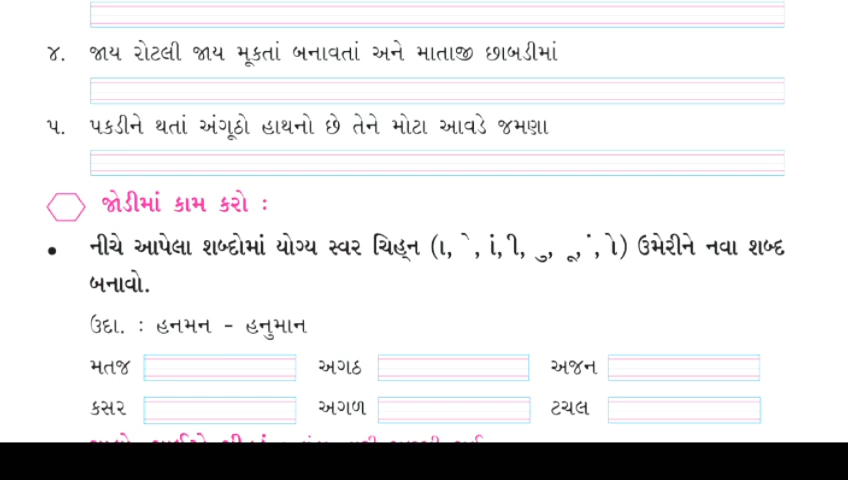 ૪. જાય રોટલી જાય મૂકતાં બનાવતાં અને માતાજી છાબડીમાં
૫. પકડીને થતાં અંગૂઠો હાથનો છે તેને મોટા આવડે જમણા
જોડીમાં કામ કરો :
• નીચે આપેલા શબ્દોમાં યોગ્ય સ્વર ચિહ્ન (ા, ે, ાં, ી, ુ, ૂ, ં, ો) ઉમેરીને નવા શબ્દ
બનાવો.
ઉદા. : હનમન - હનુમાન
મતજ અગઠ અજન
કસર અગળ ટચલ